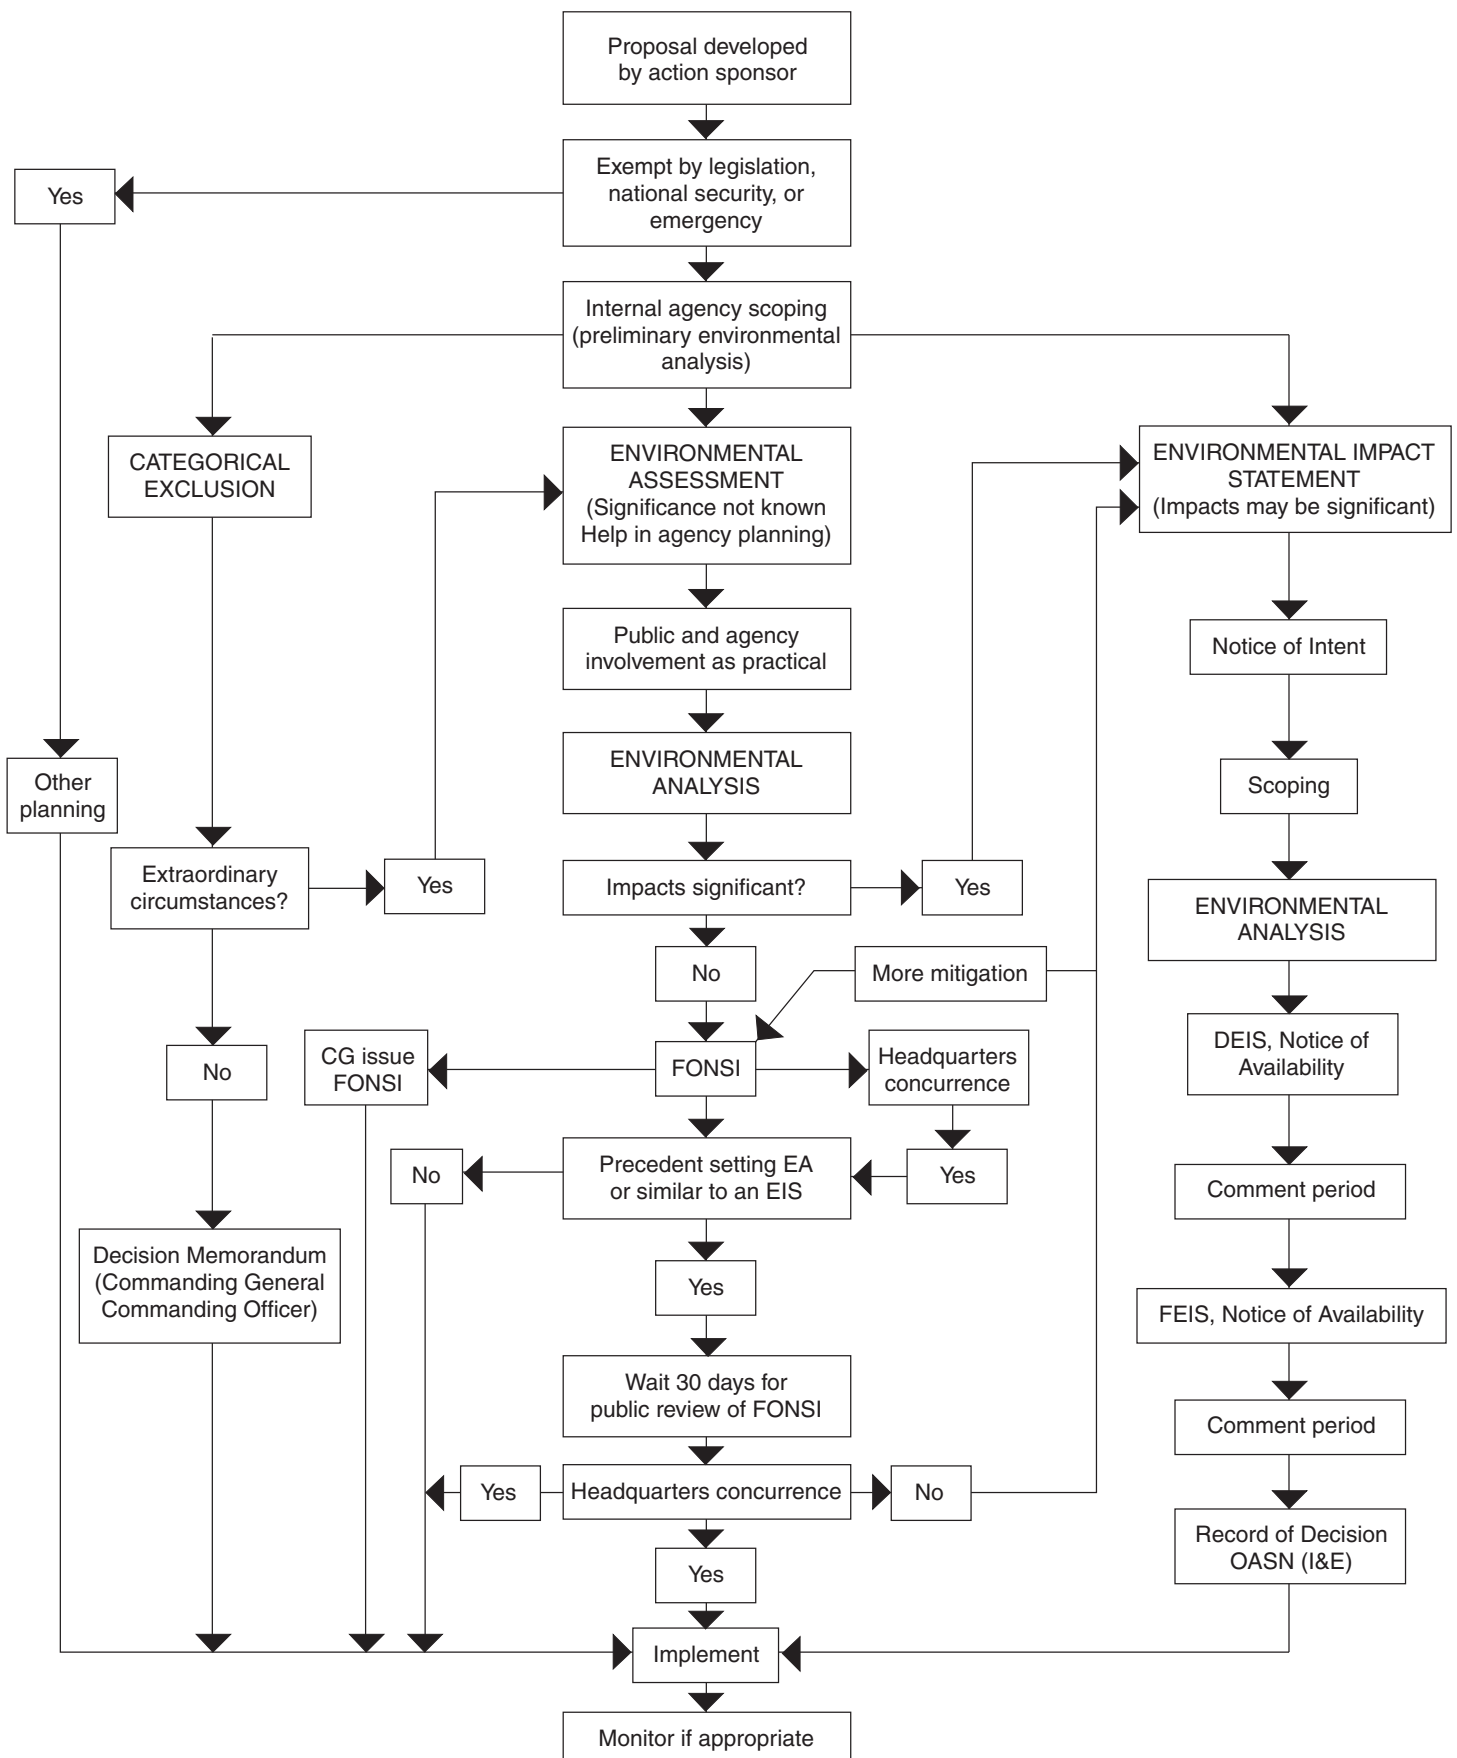 Proposal developed
by action sponsor
Exempt by legislation,
national security, or
emergency
Yes
Internal agency scoping
(preliminary environmental
analysis)
CATEGORICAL
EXCLUSION
ENVIRONMENTAL
ASSESSMENT
(Significance not known
Help in agency planning)
ENVIRONMENTAL IMPACT
STATEMENT
(Impacts may be significant)
Public and agency
involvement as practical
Notice of Intent
ENVIRONMENTAL
ANALYSIS
Scoping
Other
planning
Extraordinary
circumstances?
Yes
Impacts significant?
Yes
ENVIRONMENTAL
ANALYSIS
No
More mitigation
DEIS, Notice of
Availability
No
CG issue
FONSI
FONSI
Headquarters
concurrence
No
Precedent setting EA
or similar to an EIS
Yes
Comment period
Decision Memorandum
(Commanding General
Commanding Officer)
Yes
FEIS, Notice of Availability
Wait 30 days for
public review of FONSI
Comment period
Yes
Headquarters concurrence
No
Record of Decision
OASN (I&E)
Yes
Implement
Monitor if appropriate